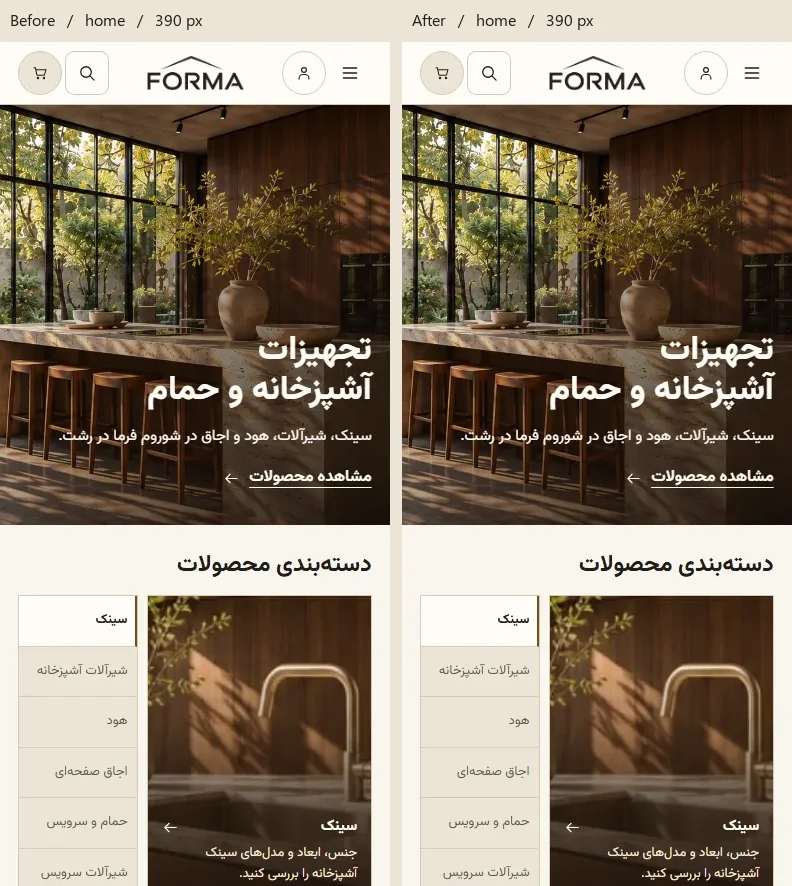 Before / home / 390 px
FORMA
تجهیزات
آشپزخانه و حمام
سینک، شیرآلات، هود و اجاق در شوروم فرما در رشت.
مشاهده محصولات ←
دسته‌بندی محصولات
سینک
شیرآلات آشپزخانه
هود
اجاق صفحه‌ای
حمام و سرویس
شیرآلات سرویس
سینک ←
جنس، ابعاد و مدل‌های سینک
آشپزخانه را بررسی کنید.
After / home / 390 px
FORMA
تجهیزات
آشپزخانه و حمام
سینک، شیرآلات، هود و اجاق در شوروم فرما در رشت.
مشاهده محصولات ←
دسته‌بندی محصولات
سینک
شیرآلات آشپزخانه
هود
اجاق صفحه‌ای
حمام و سرویس
شیرآلات سرویس
سینک ←
جنس، ابعاد و مدل‌های سینک
آشپزخانه را بررسی کنید.